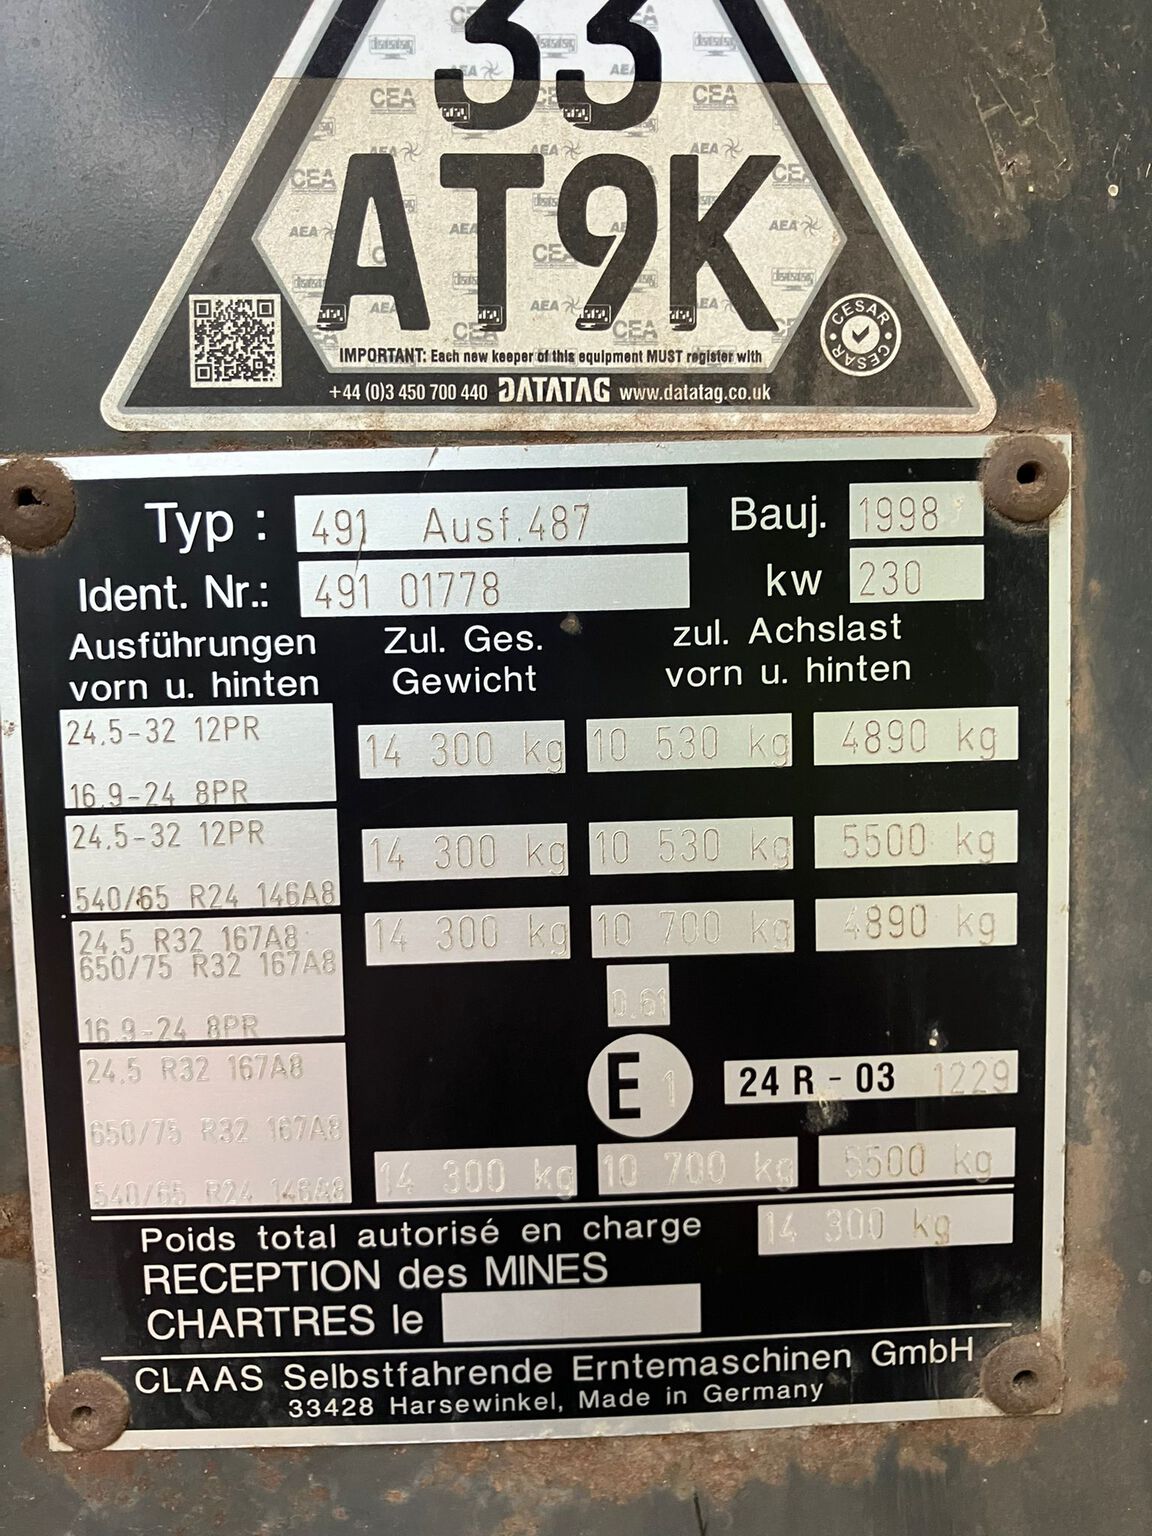 33
AT9K
IMPORTANT: Each new keeper of this equipment MUST register with
+44 (0)3 450 700 440 DATATAG www.datatag.co.uk
CESAR CESAR
Typ : 491 Ausf.487 Bauj. 1998
Ident. Nr.: 491 01778 kw 230
Ausführungen vorn u. hinten
Zul. Ges. Gewicht
zul. Achslast vorn u. hinten
24.5-32 12PR
16.9-24 8PR
14 300 kg 10 530 kg 4890 kg
24.5-32 12PR
540/65 R24 146A8
14 300 kg 10 530 kg 5500 kg
24.5 R32 167A8
650/75 R32 167A8
16.9-24 8PR
14 300 kg 10 700 kg 4890 kg
0.61
E 1 24 R - 03 1229
24.5 R32 167A8
650/75 R32 167A8
540/65 R24 146A8
14 300 kg 10 700 kg 5500 kg
Poids total autorisé en charge 14 300 kg
RECEPTION des MINES
CHARTRES le
CLAAS Selbstfahrende Erntemaschinen GmbH
33428 Harsewinkel, Made in Germany